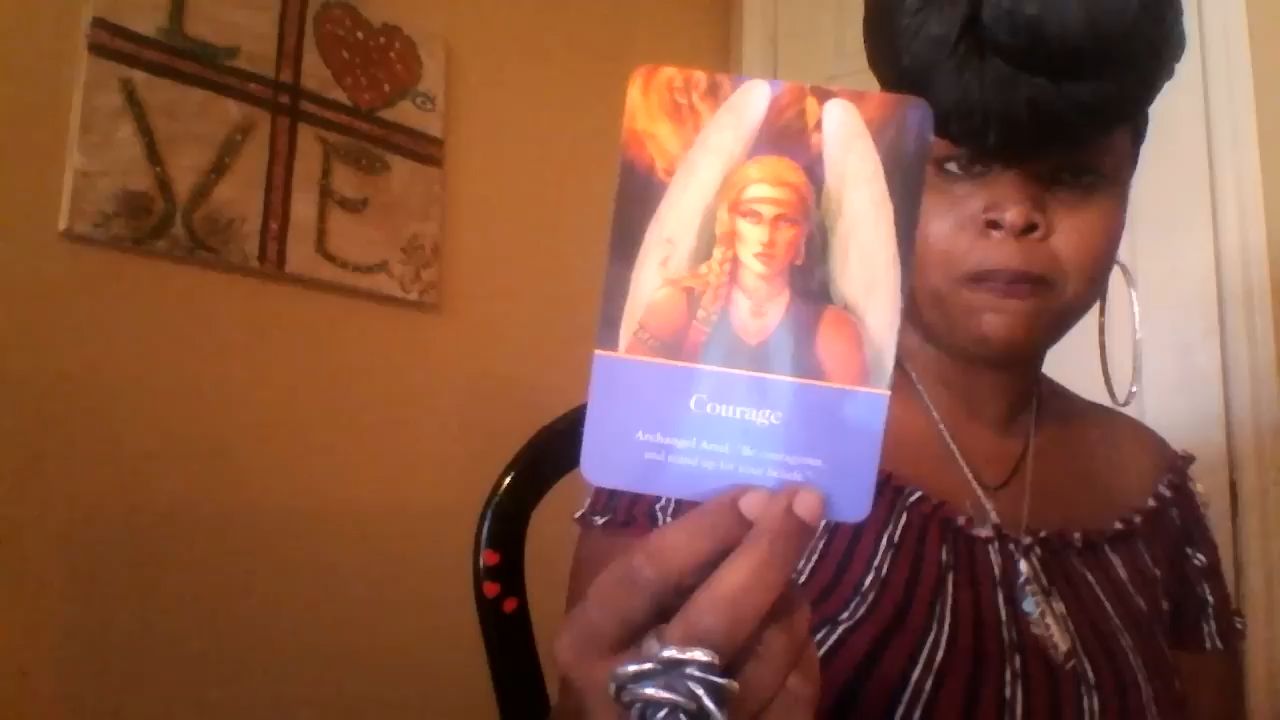 L
V E
Courage
Archangel Ariel: "Be courageous,
and stand up for your beliefs."